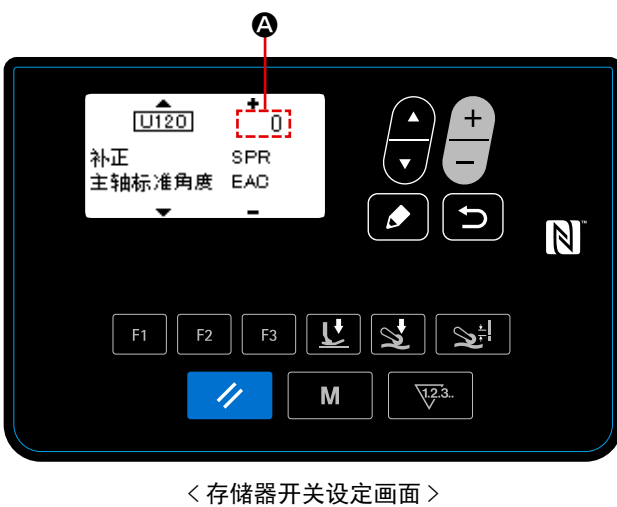 A
U120 + 0
补正 SPR
主轴标准角度 EAC
−
+
−
N™
F1 F2 F3
M 1.2.3..
<存储器开关设定画面>